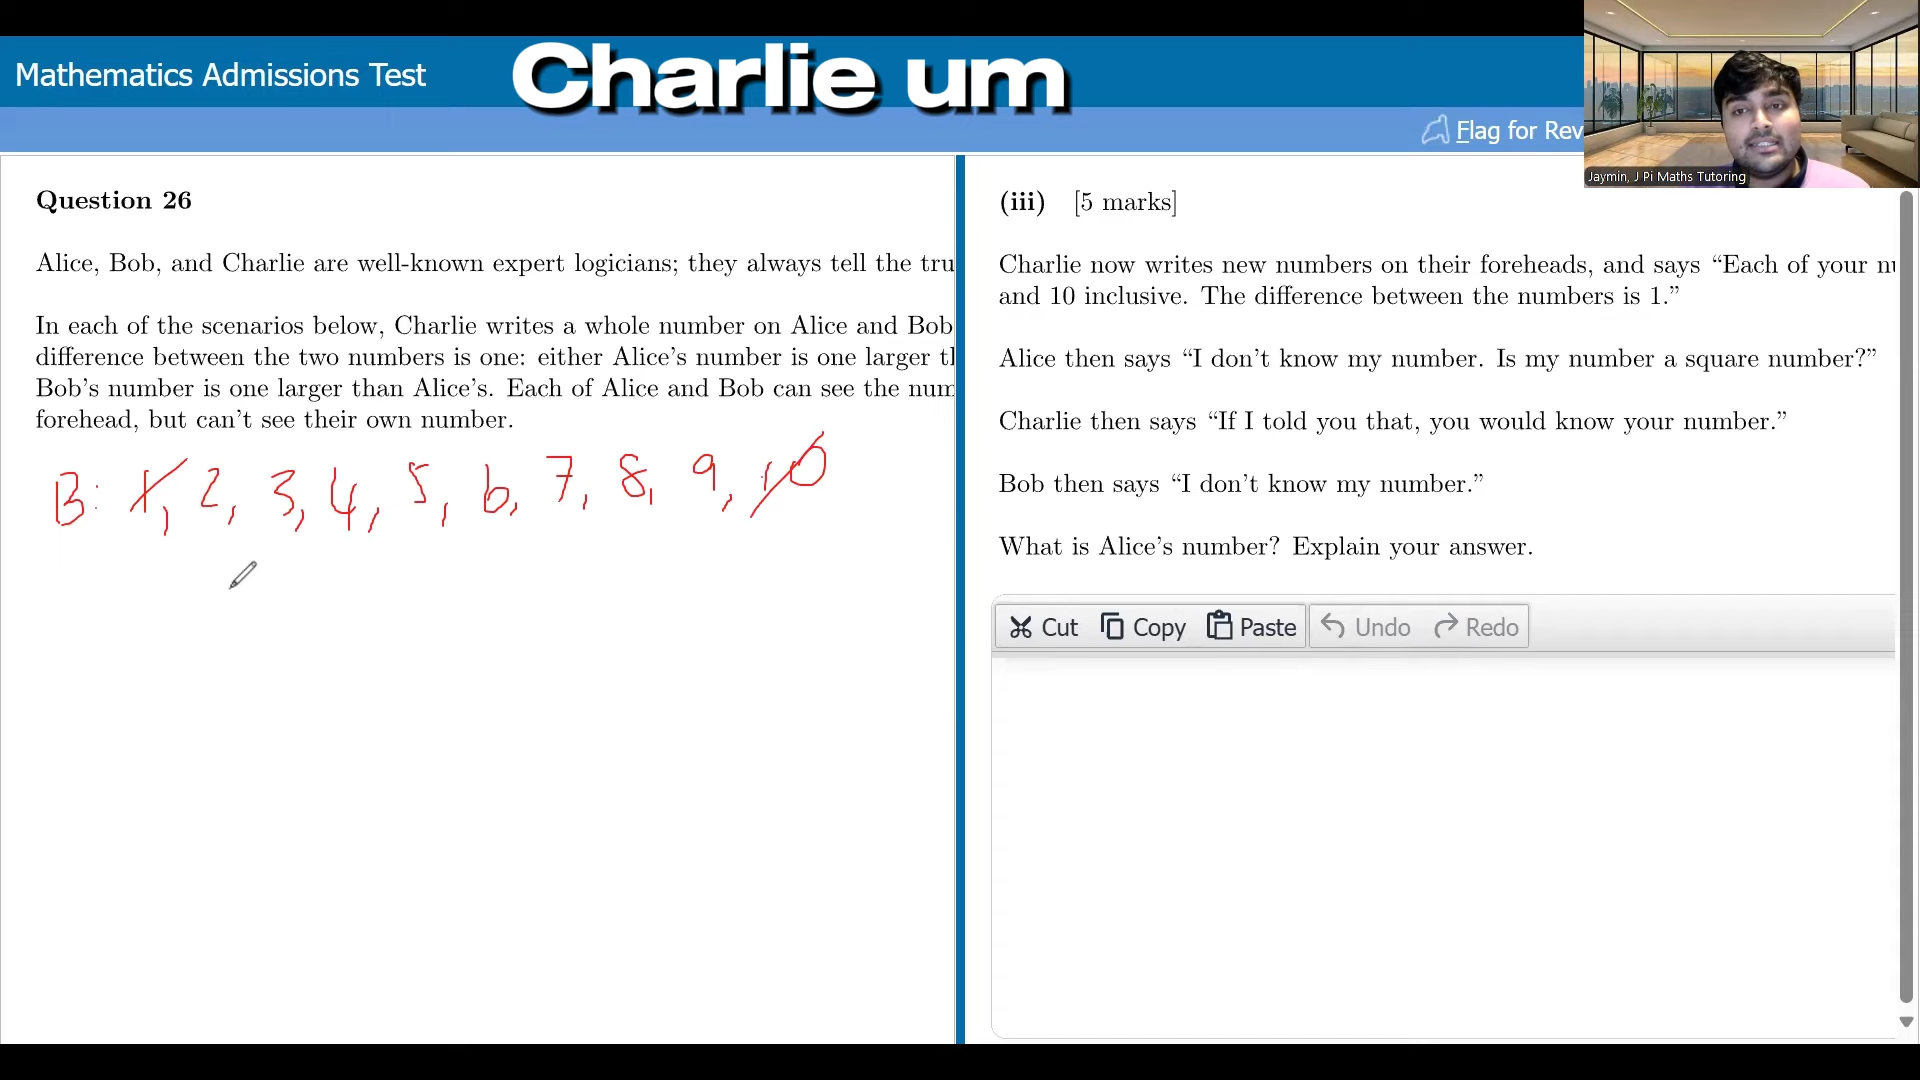 Mathematics Admissions Test
Charlie um
Flag for Rev
Jaymin, J Pi Maths Tutoring
Question 26
Alice, Bob, and Charlie are well-known expert logicians; they always tell the tru
In each of the scenarios below, Charlie writes a whole number on Alice and Bob
difference between the two numbers is one: either Alice's number is one larger th
Bob's number is one larger than Alice's. Each of Alice and Bob can see the num
forehead, but can't see their own number.
B: 1, 2, 3, 4, 5, 6, 7, 8, 9, 10
(iii) [5 marks]
Charlie now writes new numbers on their foreheads, and says “Each of your nu
and 10 inclusive. The difference between the numbers is 1.”
Alice then says “I don't know my number. Is my number a square number?”
Charlie then says “If I told you that, you would know your number.”
Bob then says “I don't know my number.”
What is Alice's number? Explain your answer.
Cut Copy Paste Undo Redo